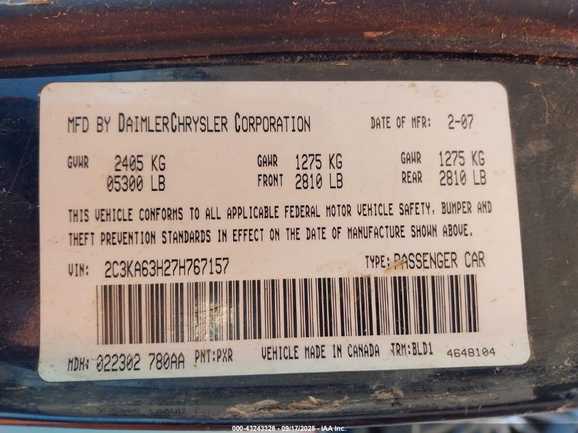 MFD BY DAIMLERCHRYSLER CORPORATION DATE OF MFR: 2-07
GVWR 2405 KG GAWR 1275 KG GAWR 1275 KG
05300 LB FRONT 2810 LB REAR 2810 LB
THIS VEHICLE CONFORMS TO ALL APPLICABLE FEDERAL MOTOR VEHICLE SAFETY, BUMPER AND
THEFT PREVENTION STANDARDS IN EFFECT ON THE DATE OF MANUFACTURE SHOWN ABOVE.
VIN: 2C3KA63H27H767157 TYPE: PASSENGER CAR
MDH: 022302 780AA PNT:PXR VEHICLE MADE IN CANADA TRM:BLD1 4648104
000-43243326 - 09/17/2025 - IAA Inc.